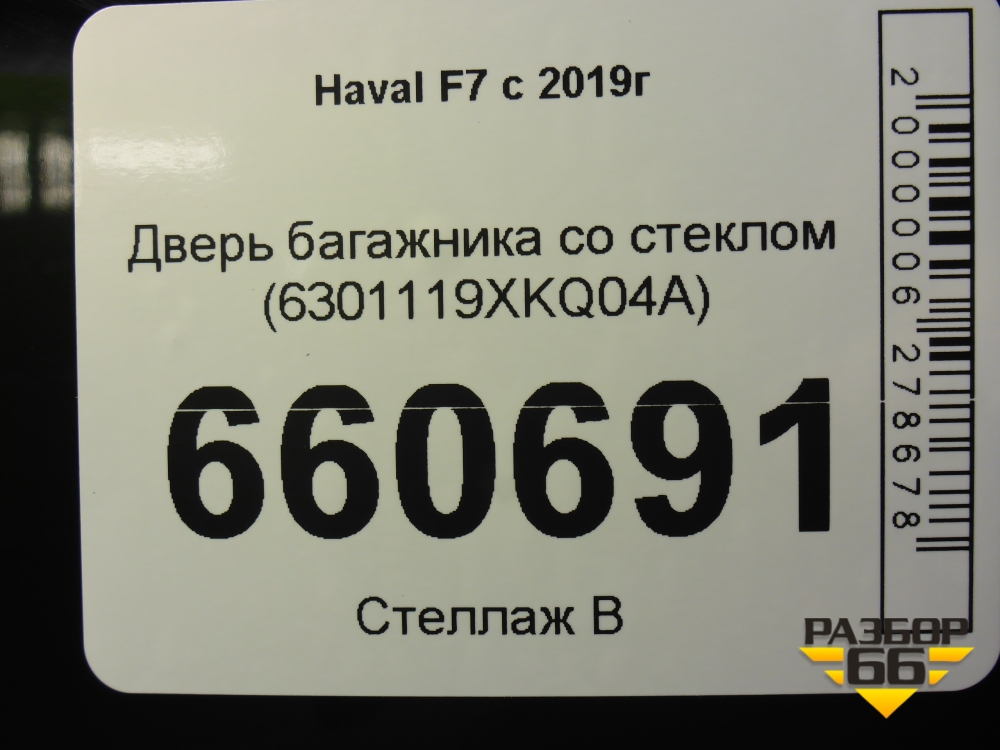 Haval F7 с 2019г
Дверь багажника со стеклом
(6301119XKQ04A)
660691
Стеллаж В
2000006278678
РАЗБОР
66